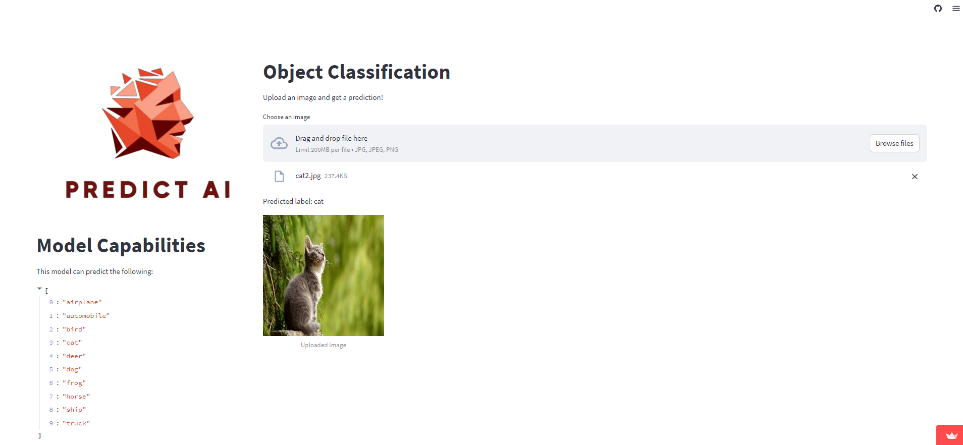 PREDICT AI
Model Capabilities
This model can predict the following:
[
0 : "airplane"
1 : "automobile"
2 : "bird"
3 : "cat"
4 : "deer"
5 : "dog"
6 : "frog"
7 : "horse"
8 : "ship"
9 : "truck"
]
Object Classification
Upload an image and get a prediction!
Choose an image
Drag and drop file here
Limit 200MB per file • JPG, JPEG, PNG
Browse files
cat2.jpg 237.4KB
Predicted label: cat
Uploaded Image